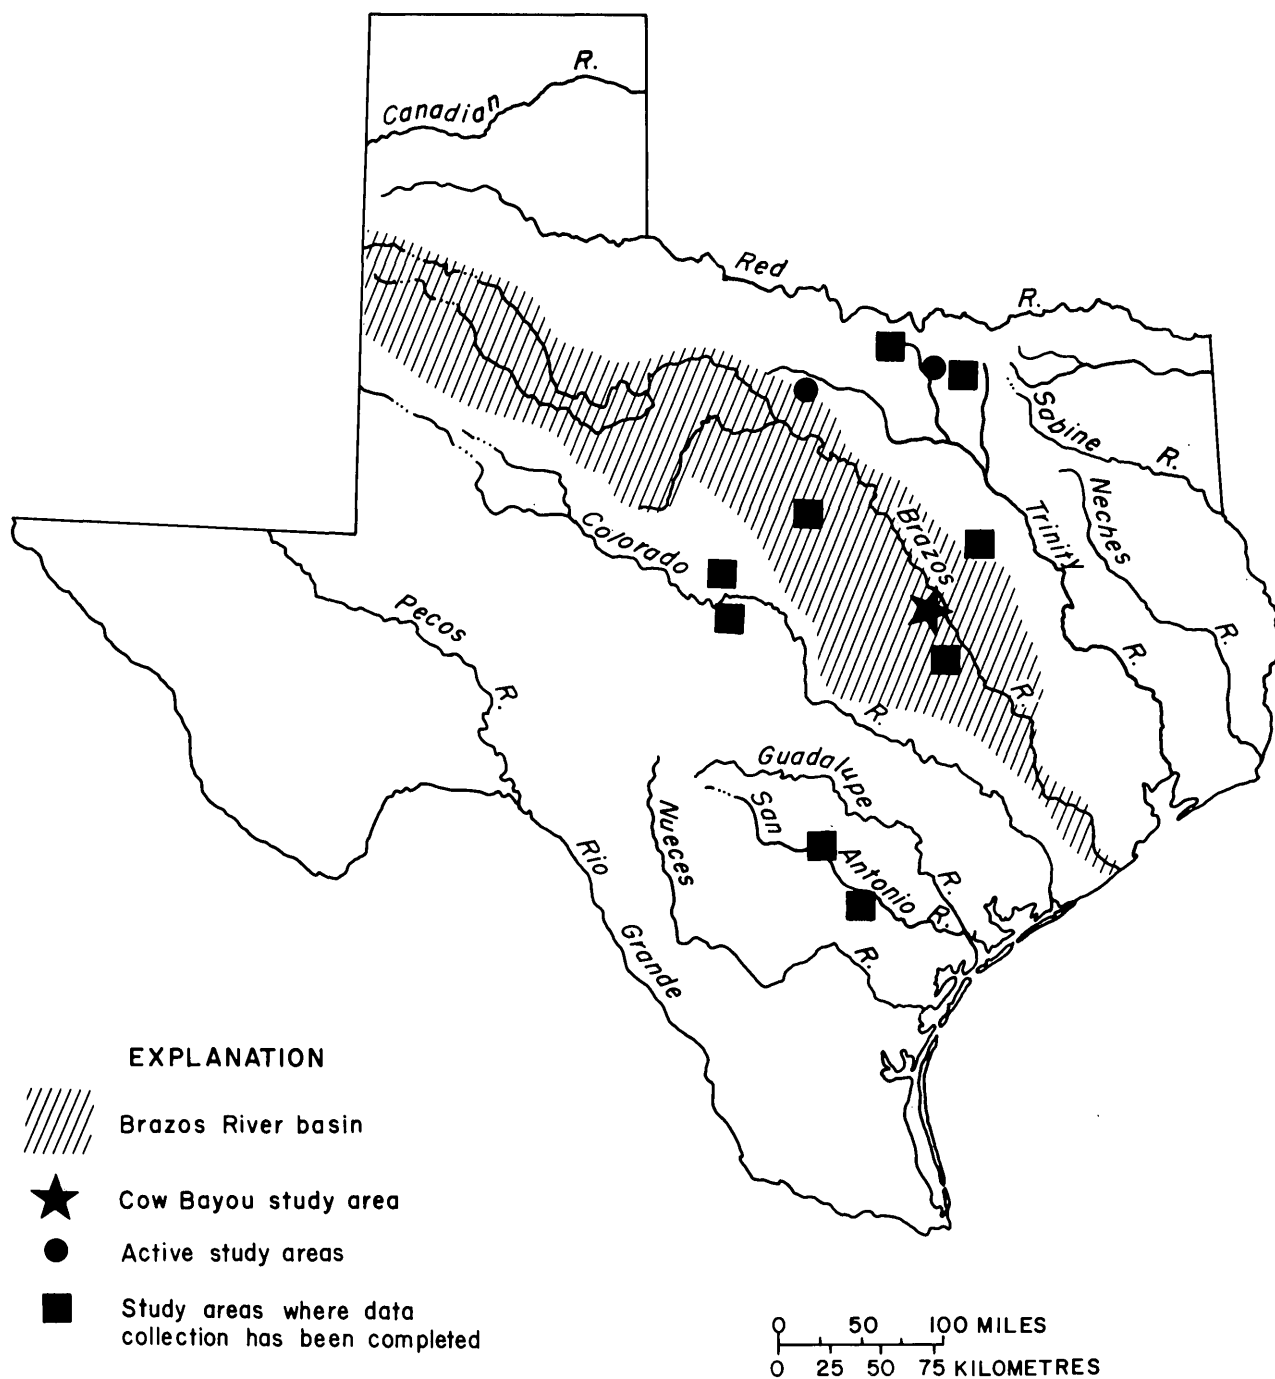 R.
Canadian
Red
R.
Sabine
R.
Neches
R.
Trinity
R.
Brazos
R.
Colorado
R.
Pecos
R.
Guadalupe
R.
San
Antonio
R.
Nueces
R.
Rio
Grande
EXPLANATION
Brazos River basin
Cow Bayou study area
Active study areas
Study areas where data
collection has been completed
0 50 100 MILES
0 25 50 75 KILOMETRES